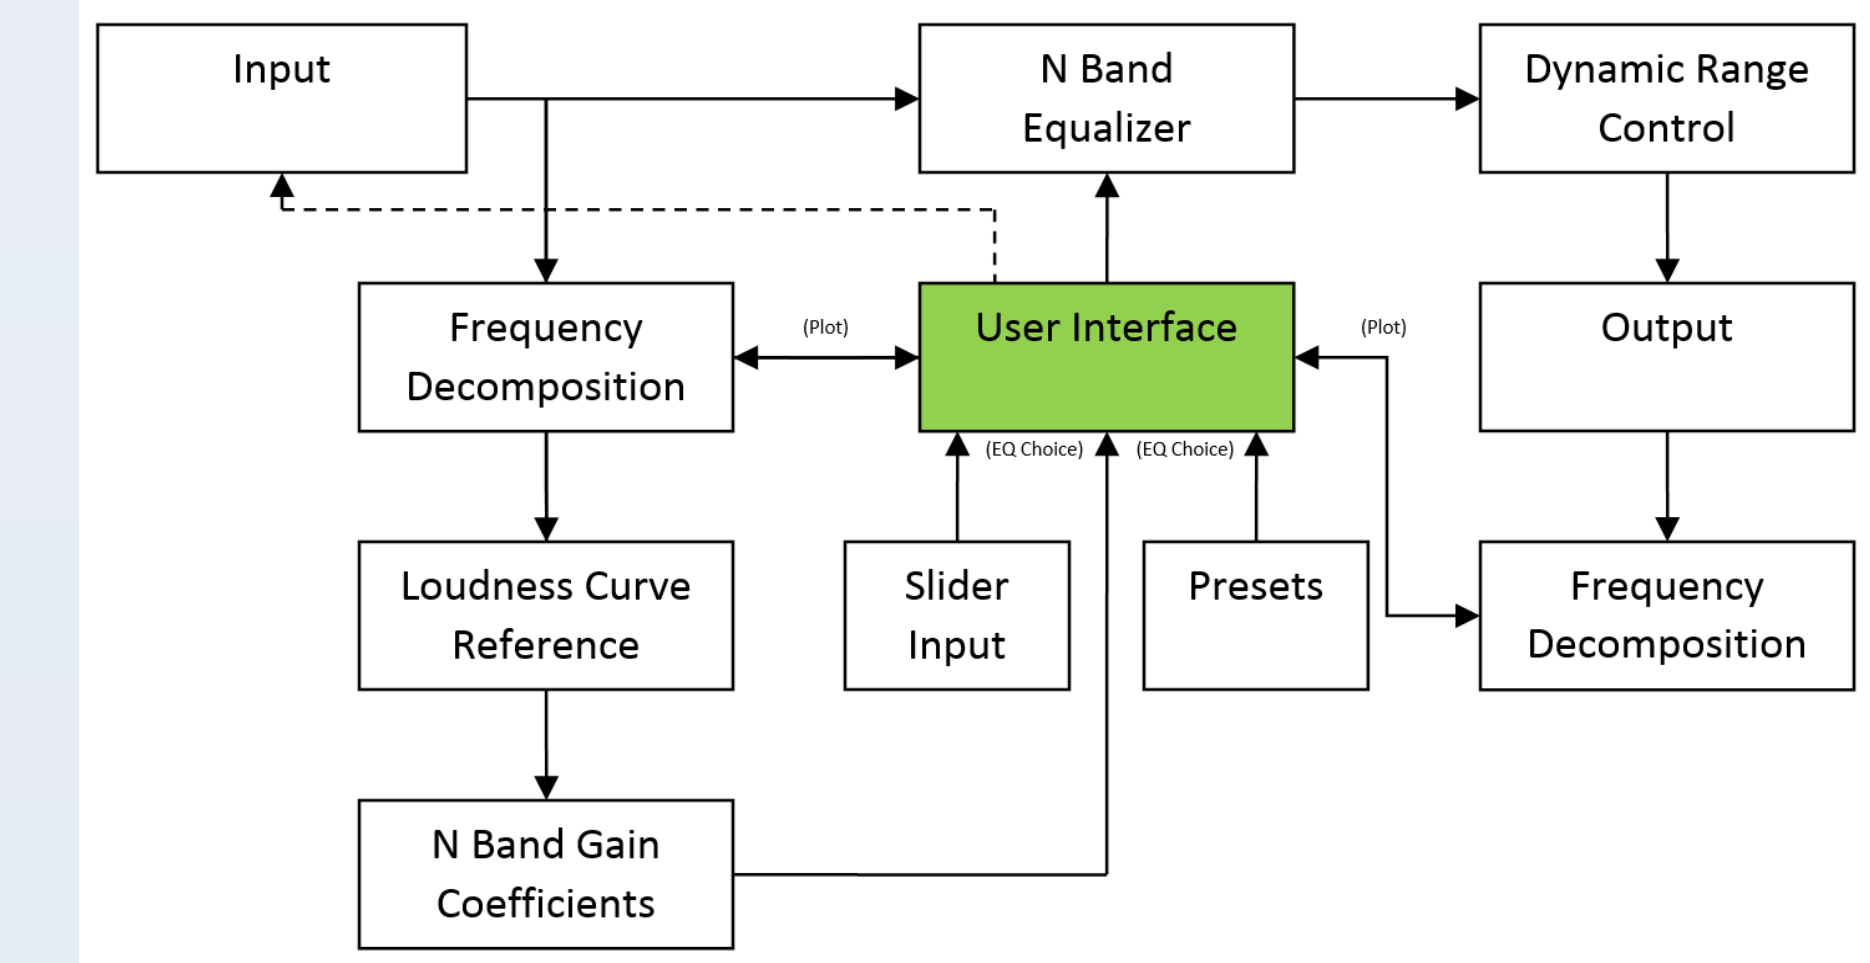 Input
N Band
Equalizer
Dynamic Range
Control
Frequency
Decomposition
(Plot)
User Interface
(Plot)
Output
(EQ Choice)
(EQ Choice)
Loudness Curve
Reference
Slider
Input
Presets
Frequency
Decomposition
N Band Gain
Coefficients